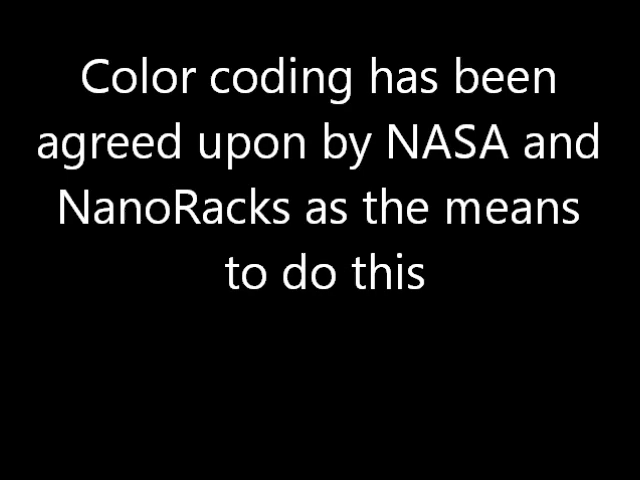 Color coding has been
agreed upon by NASA and
NanoRacks as the means
to do this